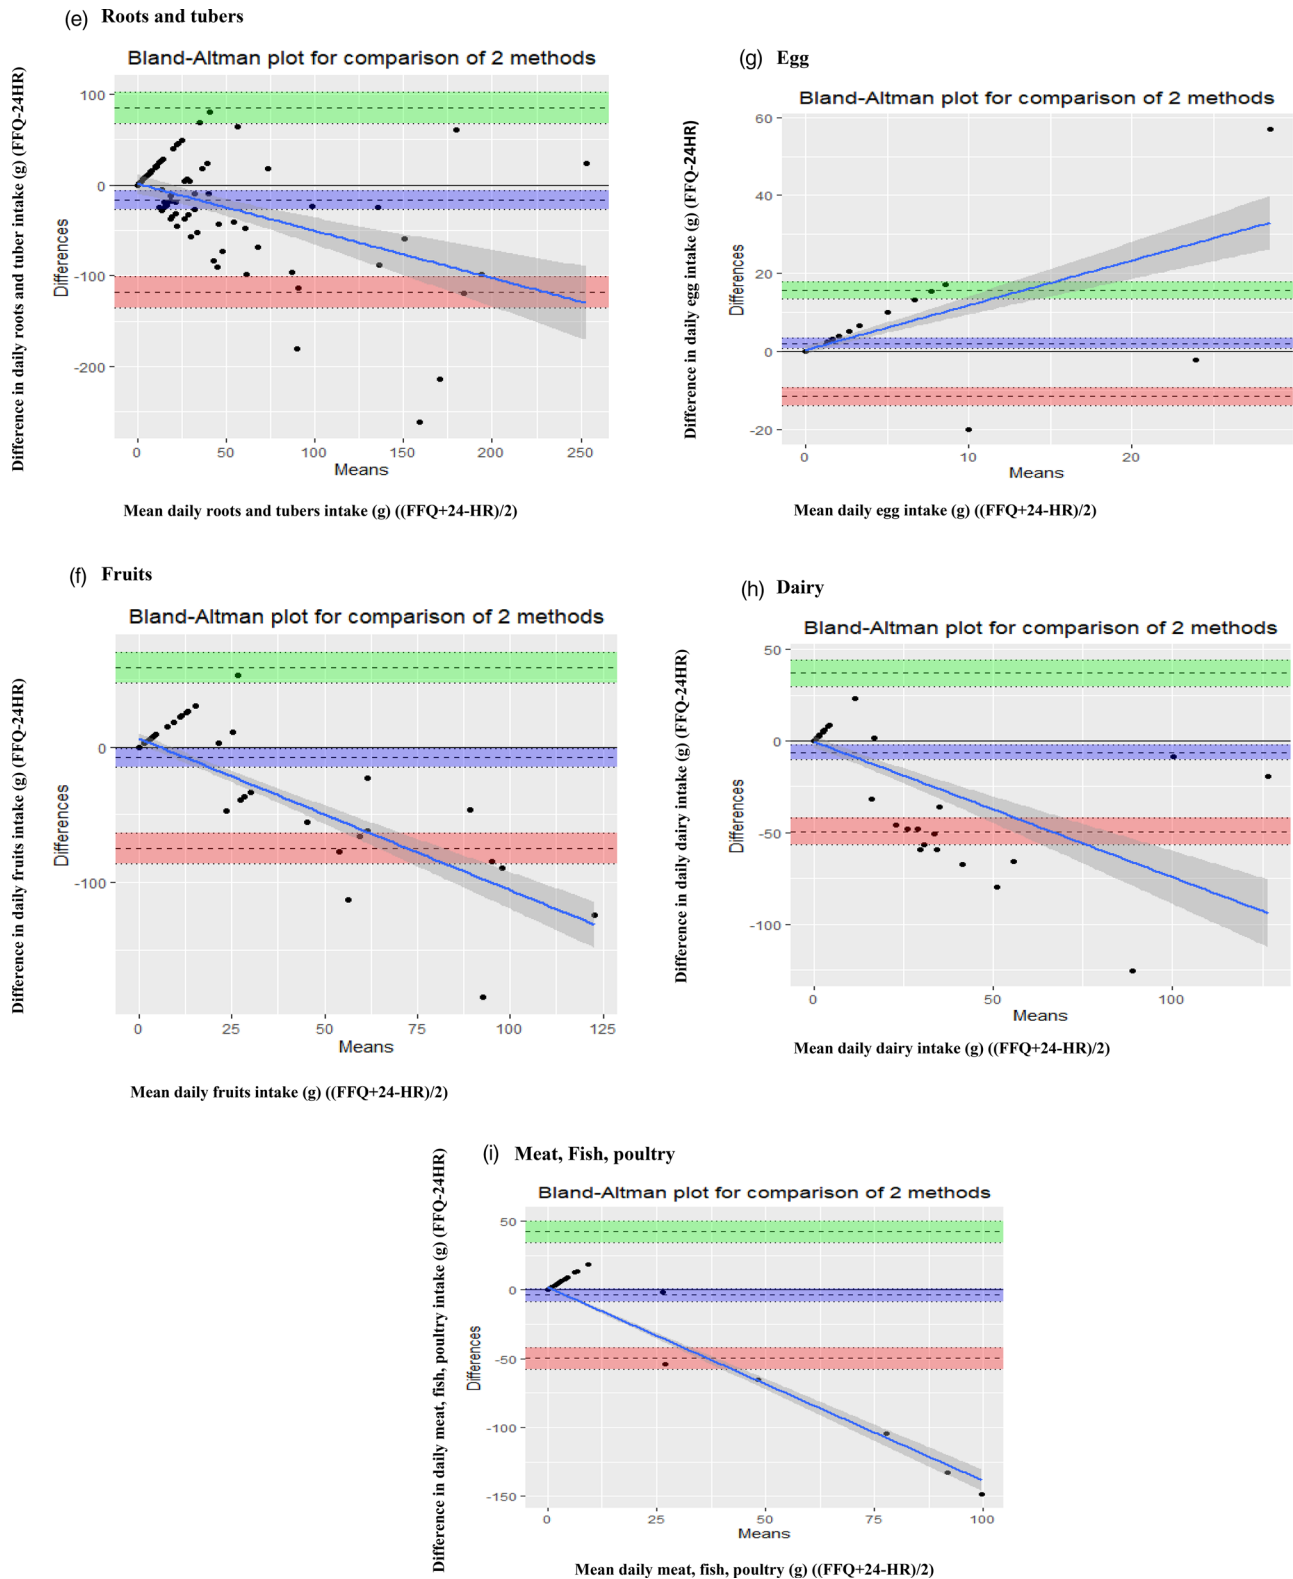 (e) Roots and tubers
Bland-Altman plot for comparison of 2 methods
Difference in daily roots and tuber intake (g) (FFQ-24HR)
Differences
100
0
-100
-200
0 50 100 150 200 250
Means
Mean daily roots and tubers intake (g) ((FFQ+24-HR)/2)
(g) Egg
Bland-Altman plot for comparison of 2 methods
Difference in daily egg intake (g) (FFQ-24HR)
Differences
60
40
20
0
-20
0 10 20
Means
Mean daily egg intake (g) ((FFQ+24-HR)/2)
(f) Fruits
Bland-Altman plot for comparison of 2 methods
Difference in daily fruits intake (g) (FFQ-24HR)
Differences
0
-100
0 25 50 75 100 125
Means
Mean daily fruits intake (g) ((FFQ+24-HR)/2)
(h) Dairy
Bland-Altman plot for comparison of 2 methods
Difference in daily dairy intake (g) (FFQ-24HR)
Differences
50
0
-50
-100
0 50 100
Means
Mean daily dairy intake (g) ((FFQ+24-HR)/2)
(i) Meat, Fish, poultry
Bland-Altman plot for comparison of 2 methods
Difference in daily meat, fish, poultry intake (g) (FFQ-24HR)
Differences
50
0
-50
-100
-150
0 25 50 75 100
Means
Mean daily meat, fish, poultry (g) ((FFQ+24-HR)/2)